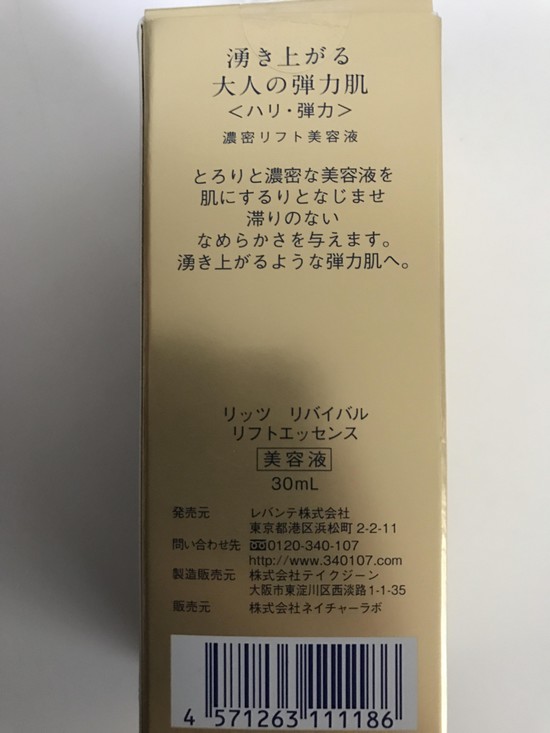 湧き上がる
大人の弾力肌
＜ハリ・弾力＞
濃密リフト美容液
とろりと濃密な美容液を
肌にするりとなじませ
滞りのない
なめらかさを与えます。
湧き上がるような弾力肌へ。
リッツ　リバイバル
リフトエッセンス
美容液
30mL
発売元　レバンテ株式会社
東京都港区浜松町2-2-11
問い合わせ先　0120-340-107
http://www.340107.com
製造販売元　株式会社テイクジーン
大阪市東淀川区西淡路1-1-35
販売元　株式会社ネイチャーラボ
4 571263 111186